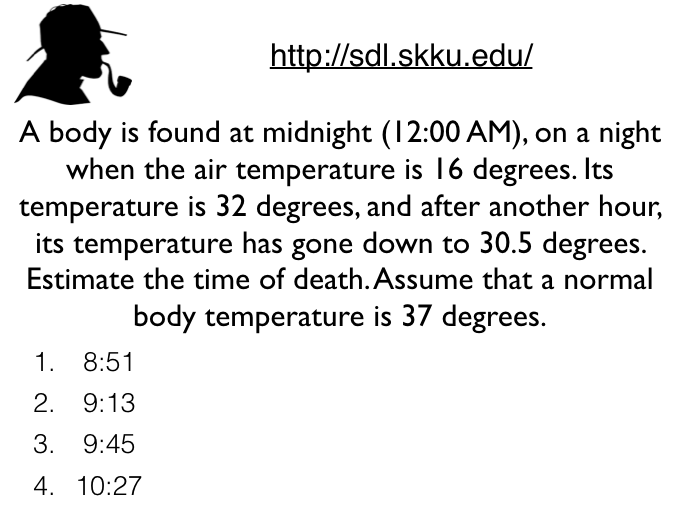 http://sdl.skku.edu/
A body is found at midnight (12:00 AM), on a night
when the air temperature is 16 degrees. Its
temperature is 32 degrees, and after another hour,
its temperature has gone down to 30.5 degrees.
Estimate the time of death. Assume that a normal
body temperature is 37 degrees.
1. 8:51
2. 9:13
3. 9:45
4. 10:27